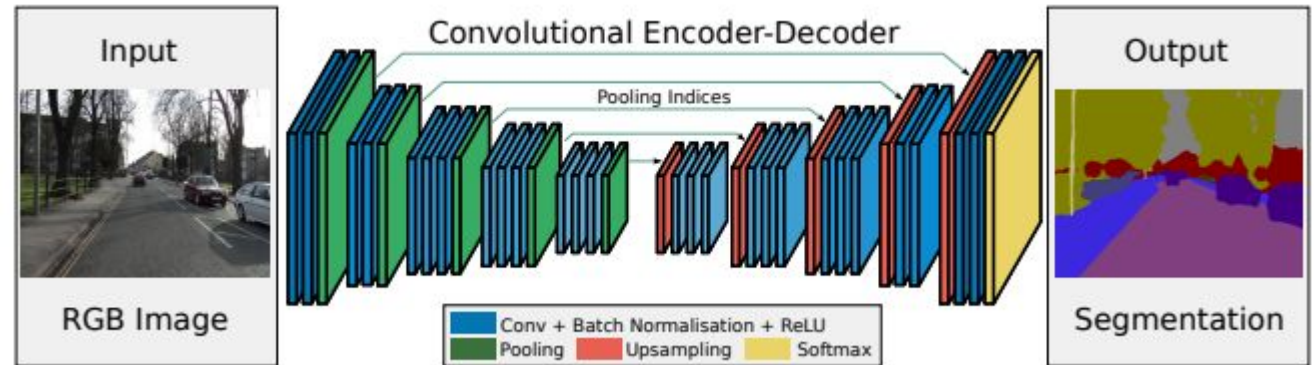 Input
RGB Image
Convolutional Encoder-Decoder
Pooling Indices
Conv + Batch Normalisation + ReLU
Pooling Upsampling Softmax
Output
Segmentation